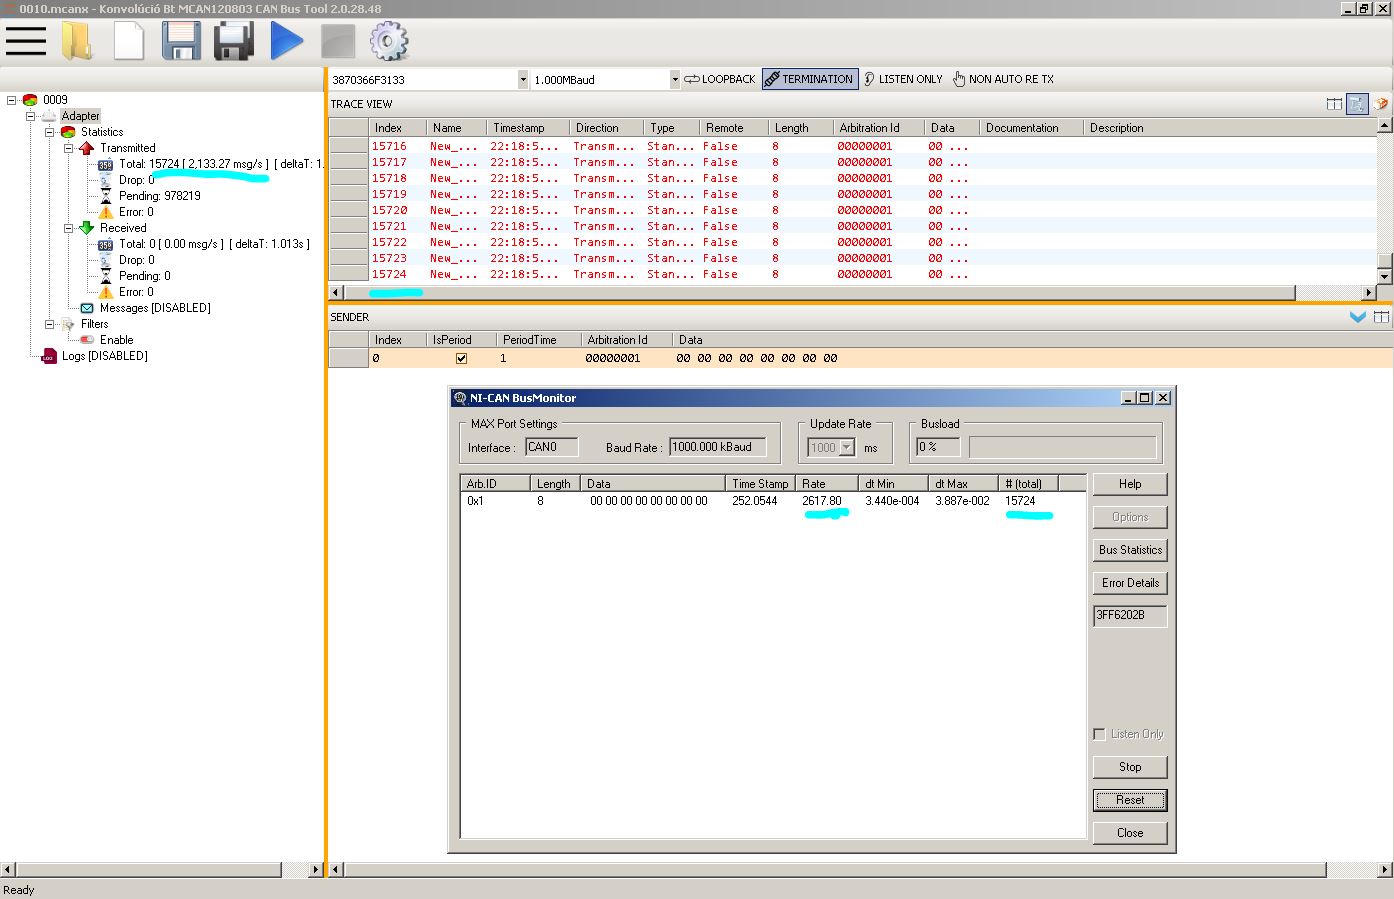 0010.mcanx - Konvolúció Bt MCAN120803 CAN Bus Tool 2.0.28.48
3870366F3133 1.000MBaud LOOPBACK TERMINATION LISTEN ONLY NON AUTO RE TX
0009
Adapter
Statistics
Transmitted
Total: 15724 [ 2,133.27 msg/s ] [ deltaT: 1.
Drop: 0
Pending: 978219
Error: 0
Received
Total: 0 [ 0.00 msg/s ] [ deltaT: 1.013s ]
Drop: 0
Pending: 0
Error: 0
Messages [DISABLED]
Filters
Enable
Logs [DISABLED]
TRACE VIEW
Index Name Timestamp Direction Type Remote Length Arbitration Id Data Documentation Description
15716 New_... 22:18:5... Transm... Stan... False 8 00000001 00 ...
15717 New_... 22:18:5... Transm... Stan... False 8 00000001 00 ...
15718 New_... 22:18:5... Transm... Stan... False 8 00000001 00 ...
15719 New_... 22:18:5... Transm... Stan... False 8 00000001 00 ...
15720 New_... 22:18:5... Transm... Stan... False 8 00000001 00 ...
15721 New_... 22:18:5... Transm... Stan... False 8 00000001 00 ...
15722 New_... 22:18:5... Transm... Stan... False 8 00000001 00 ...
15723 New_... 22:18:5... Transm... Stan... False 8 00000001 00 ...
15724 New_... 22:18:5... Transm... Stan... False 8 00000001 00 ...
SENDER
Index IsPeriod PeriodTime Arbitration Id Data
0 1 00000001 00 00 00 00 00 00 00 00
NI-CAN BusMonitor
MAX Port Settings Update Rate Busload
Interface : CAN0 Baud Rate : 1000.000 kBaud 1000 ms 0 %
Arb.ID Length Data Time Stamp Rate dt Min dt Max # (total)
0x1 8 00 00 00 00 00 00 00 00 252.0544 2617.80 3.440e-004 3.887e-002 15724
Help
Options
Bus Statistics
Error Details
3FF6202B
Listen Only
Stop
Reset
Close
Ready